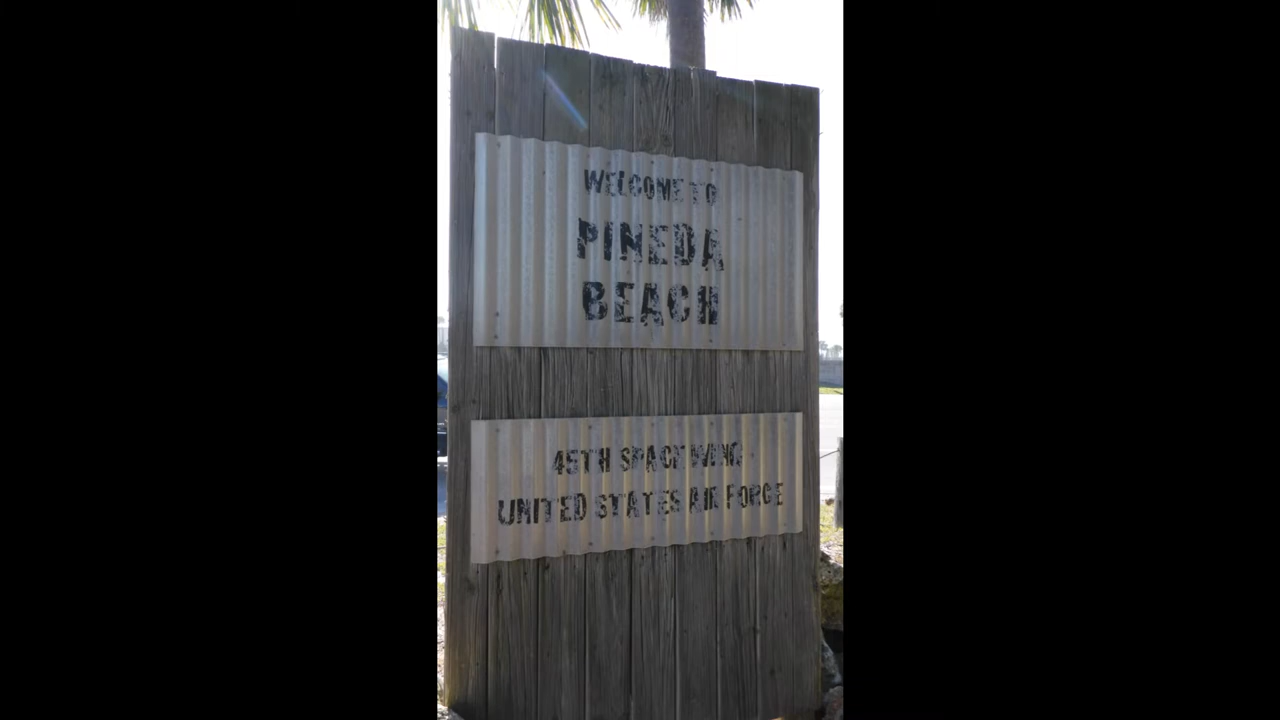 WELCOME TO
PINEDA
BEACH
45TH SPACE WING
UNITED STATES AIR FORCE